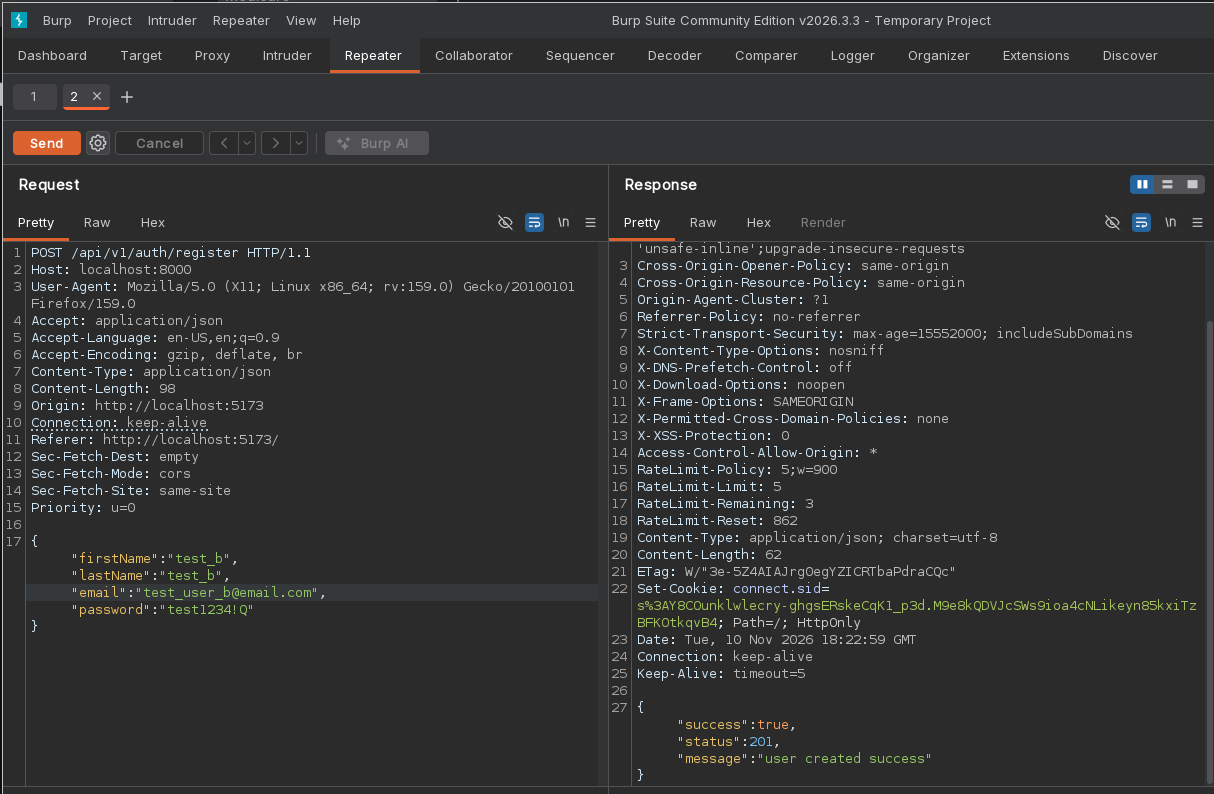 Burp Project Intruder Repeater View Help Burp Suite Community Edition v2026.3.3 - Temporary Project
Dashboard Target Proxy Intruder Repeater Collaborator Sequencer Decoder Comparer Logger Organizer Extensions Discover
1 2 × +
Send Cancel < > Burp AI
Request
Pretty Raw Hex \n
1 POST /api/v1/auth/register HTTP/1.1
2 Host: localhost:8000
3 User-Agent: Mozilla/5.0 (X11; Linux x86_64; rv:159.0) Gecko/20100101
Firefox/159.0
4 Accept: application/json
5 Accept-Language: en-US,en;q=0.9
6 Accept-Encoding: gzip, deflate, br
7 Content-Type: application/json
8 Content-Length: 98
9 Origin: http://localhost:5173
10 Connection: keep-alive
11 Referer: http://localhost:5173/
12 Sec-Fetch-Dest: empty
13 Sec-Fetch-Mode: cors
14 Sec-Fetch-Site: same-site
15 Priority: u=0
16
17 {
"firstName":"test_b",
"lastName":"test_b",
"email":"test_user_b@email.com",
"password":"test1234!Q"
}
Response
Pretty Raw Hex Render \n
'unsafe-inline';upgrade-insecure-requests
3 Cross-Origin-Opener-Policy: same-origin
4 Cross-Origin-Resource-Policy: same-origin
5 Origin-Agent-Cluster: ?1
6 Referrer-Policy: no-referrer
7 Strict-Transport-Security: max-age=15552000; includeSubDomains
8 X-Content-Type-Options: nosniff
9 X-DNS-Prefetch-Control: off
10 X-Download-Options: noopen
11 X-Frame-Options: SAMEORIGIN
12 X-Permitted-Cross-Domain-Policies: none
13 X-XSS-Protection: 0
14 Access-Control-Allow-Origin: *
15 RateLimit-Policy: 5;w=900
16 RateLimit-Limit: 5
17 RateLimit-Remaining: 3
18 RateLimit-Reset: 862
19 Content-Type: application/json; charset=utf-8
20 Content-Length: 62
21 ETag: W/"3e-5Z4AIAJrgOegYZICRTbaPdraCQc"
22 Set-Cookie: connect.sid=
s%3AY8COunklwlecry-ghgsERskeCqK1_p3d.M9e8kQDVJcSWs9ioa4cNLikeyn85kxiTz
BFKOtkqvB4; Path=/; HttpOnly
23 Date: Tue, 10 Nov 2026 18:22:59 GMT
24 Connection: keep-alive
25 Keep-Alive: timeout=5
26
27 {
"success":true,
"status":201,
"message":"user created success"
}